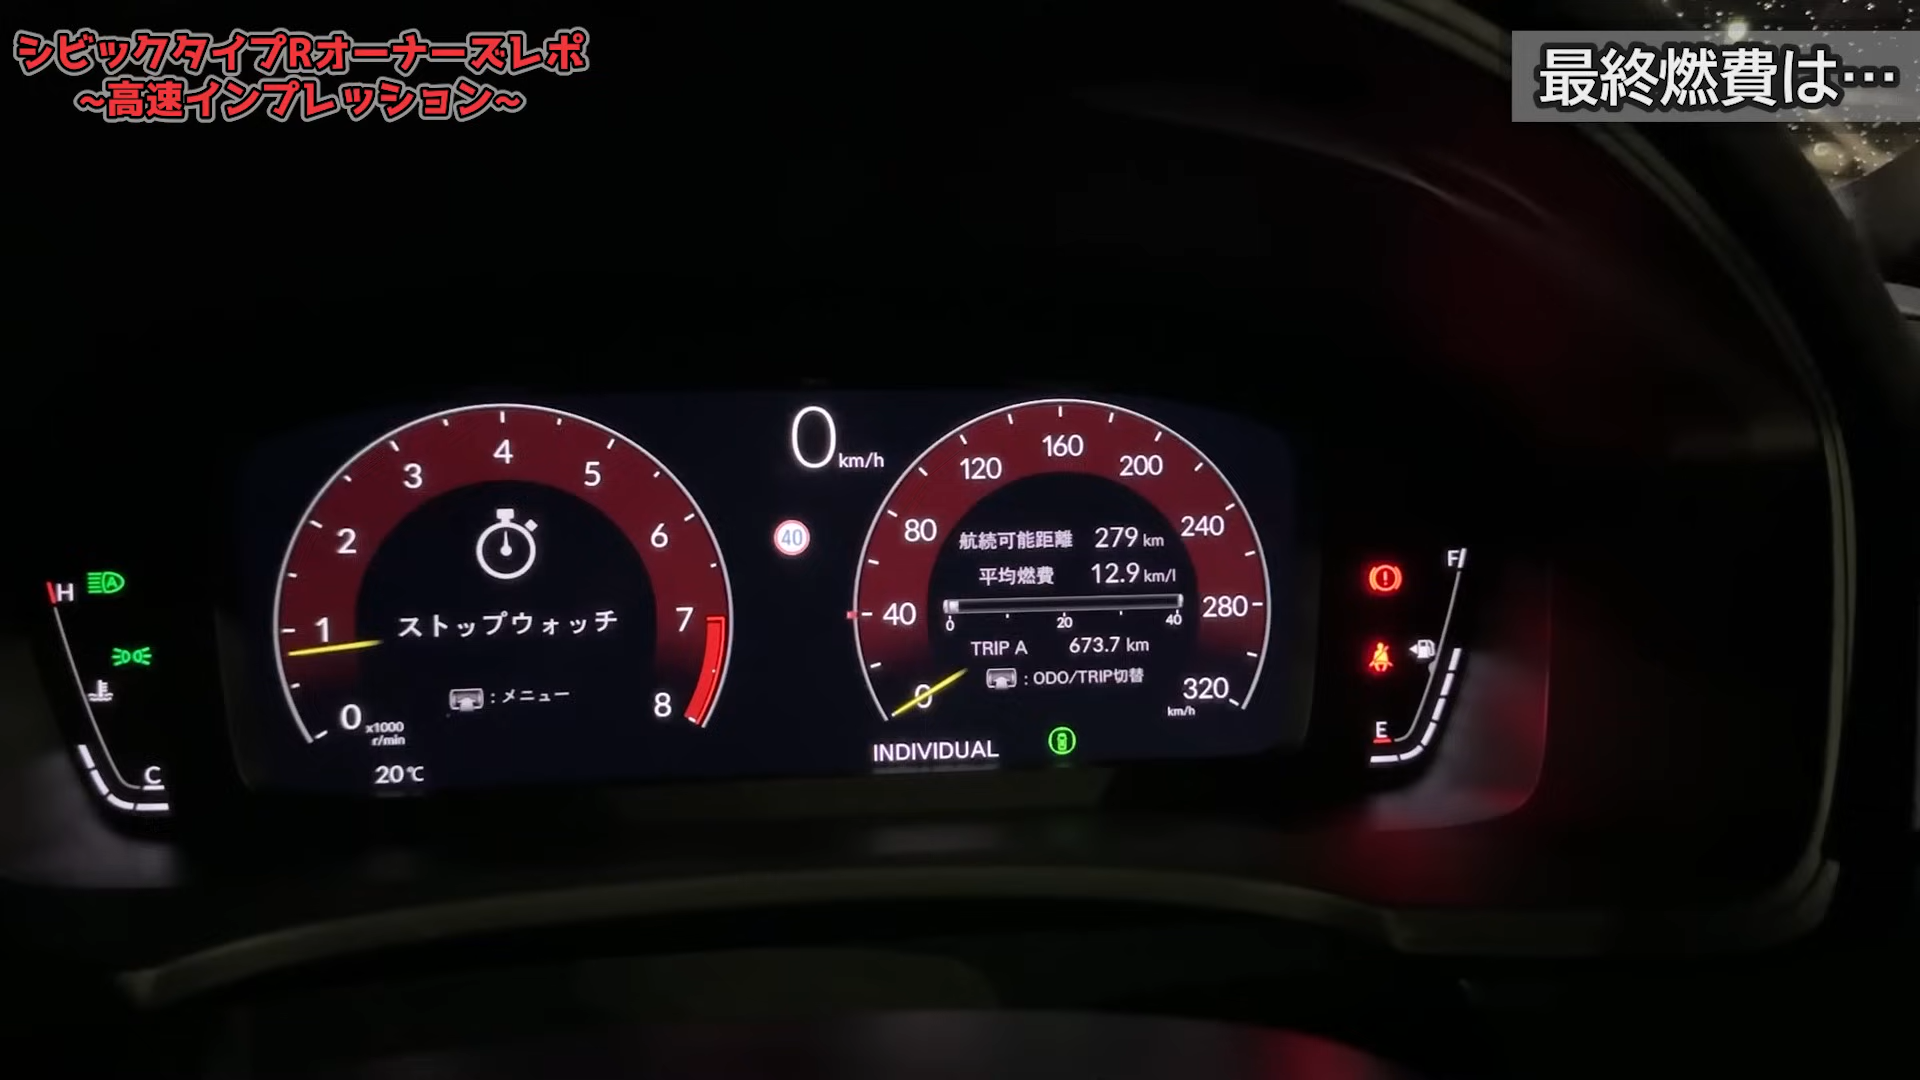 シビックタイプRオーナーズレポ
~高速インプレッション~
最終燃費は…
0 km/h
40
0 1 2 3 4 5 6 7 8
x1000
r/min
ストップウォッチ
: メニュー
20℃
0 40 80 120 160 200 240 280 320
km/h
航続可能距離 279 km
平均燃費 12.9 km/l
0 20 40
TRIP A 673.7 km
: ODO/TRIP切替
INDIVIDUAL
H
A
C
F
E